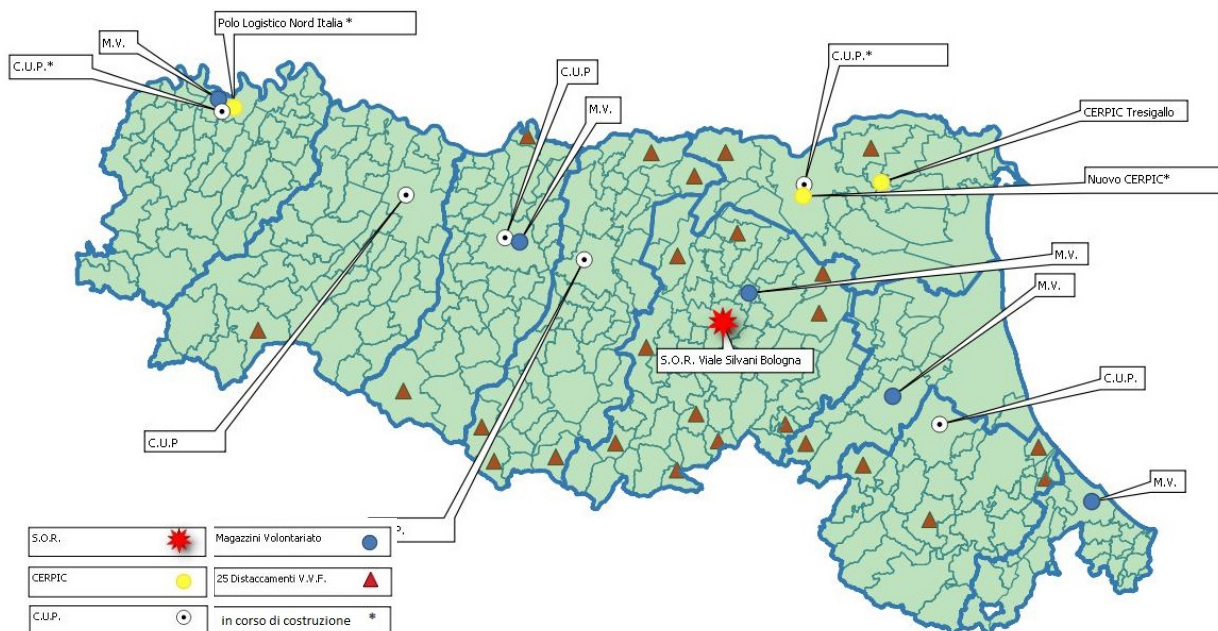 Polo Logistico Nord Italia *
M.V.
C.U.P.*
C.U.P
M.V.
C.U.P.*
CERPIC Tresigallo
Nuovo CERPIC*
M.V.
M.V.
S.O.R. Viale Silvani Bologna
C.U.P.
C.U.P
M.V.
P.
S.O.R.
Magazzini Volontariato
CERPIC
25 Distaccamenti V.V.F.
C.U.P.
in corso di costruzione *